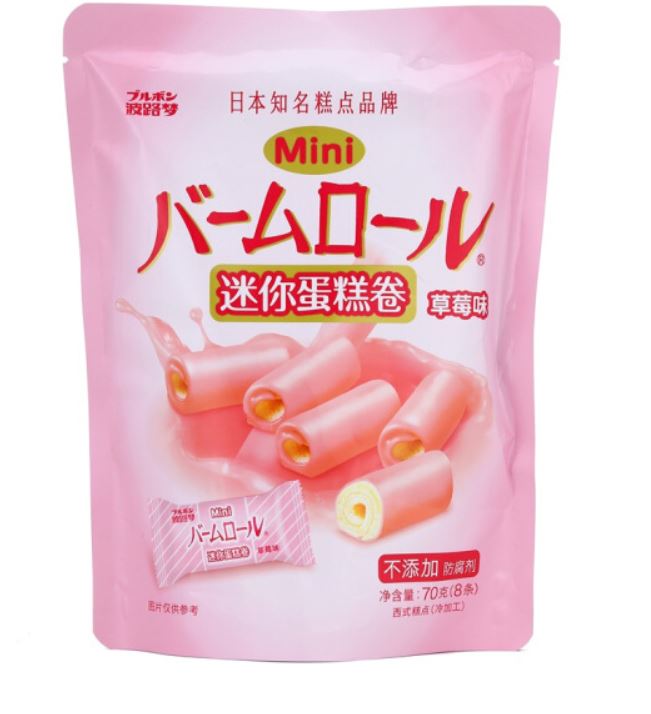 ブルボン
波路梦
日本知名糕点品牌
Mini
バームロール®
迷你蛋糕卷 草莓味
ブルボン
波路梦
Mini
バームロール®
迷你蛋糕卷 草莓味
不添加 防腐剂
净含量:70克(8条)
西式糕点(冷加工)
图片仅供参考